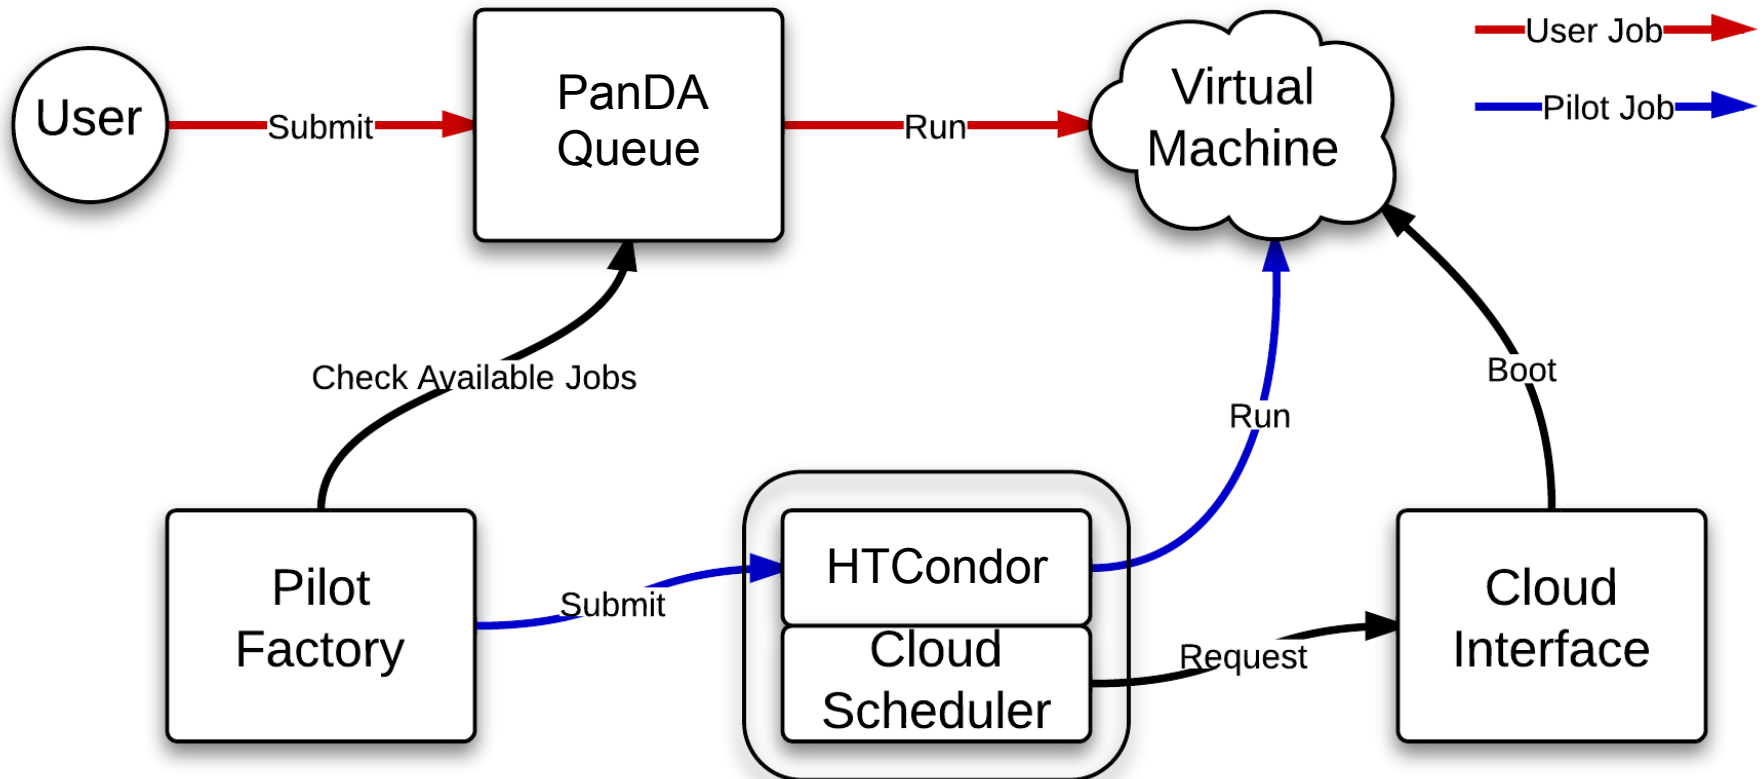 User
Submit
PanDA
Queue
Run
Virtual
Machine
User Job
Pilot Job
Check Available Jobs
Boot
Run
Pilot
Factory
Submit
HTCondor
Cloud
Scheduler
Request
Cloud
Interface